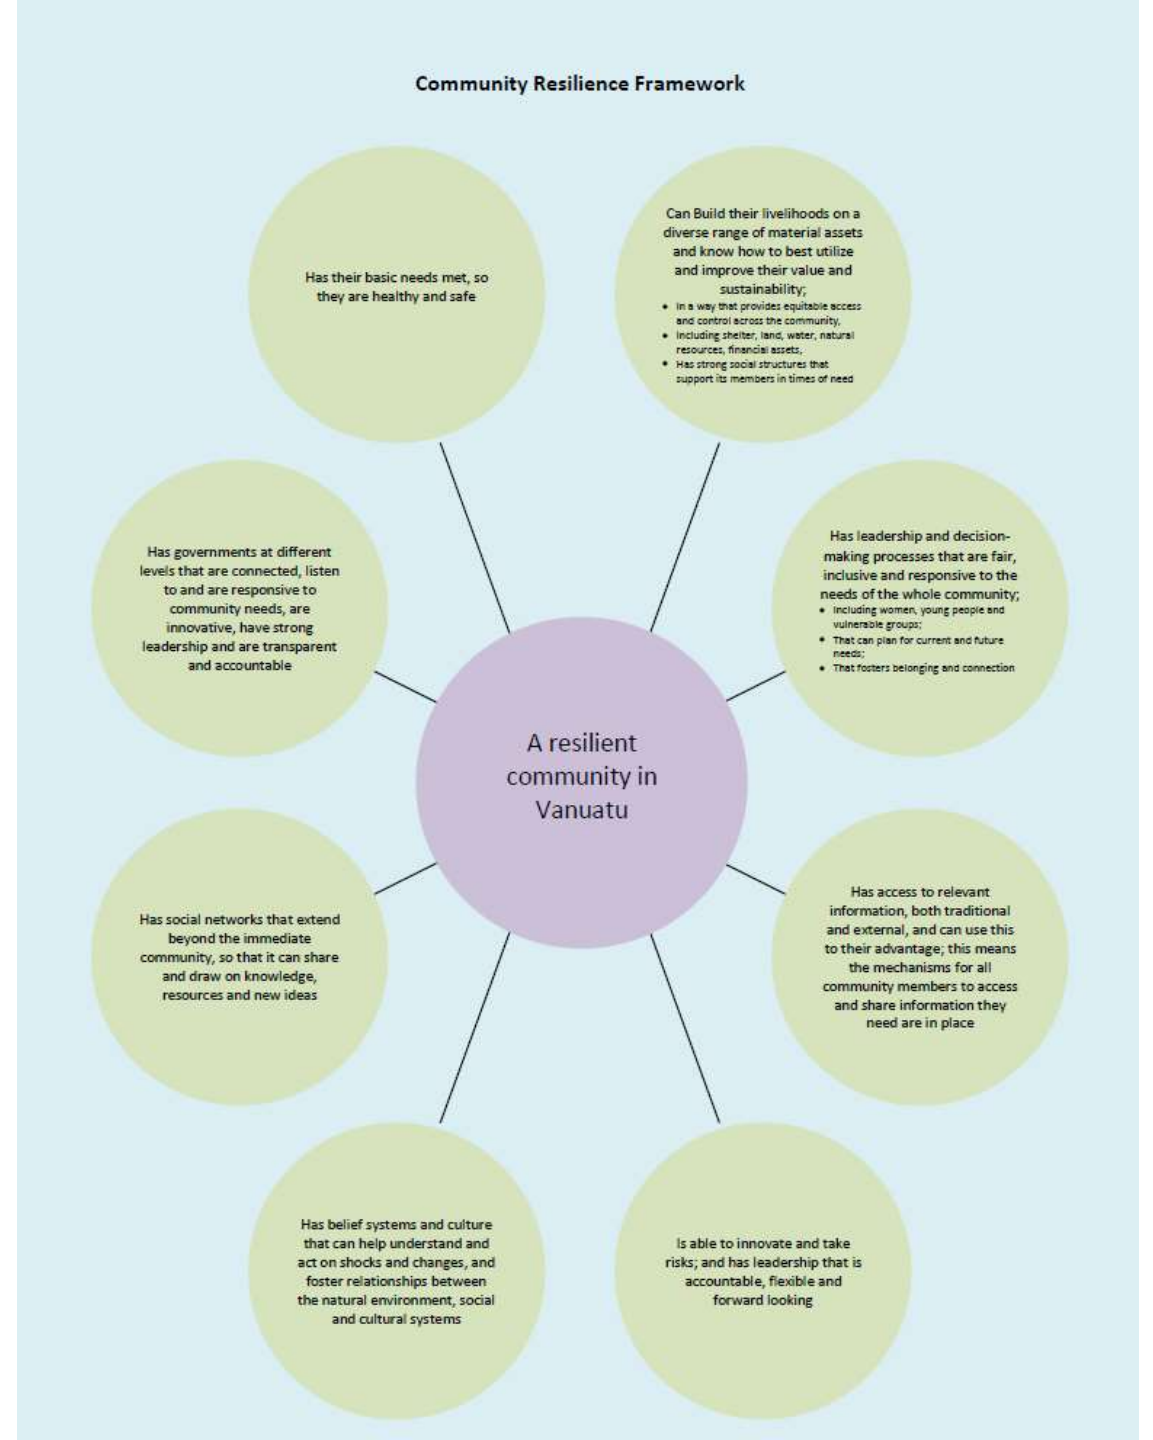 Community Resilience Framework
Has their basic needs met, so
they are healthy and safe
Can Build their livelihoods on a
diverse range of material assets
and know how to best utilize
and improve their value and
sustainability;
• In a way that provides equitable access
and control across the community,
• Including shelter, land, water, natural
resources, financial assets,
• Has strong social structures that
support its members in times of need
Has governments at different
levels that are connected, listen
to and are responsive to
community needs, are
innovative, have strong
leadership and are transparent
and accountable
Has leadership and decision-
making processes that are fair,
inclusive and responsive to the
needs of the whole community;
• Including women, young people and
vulnerable groups;
• That can plan for current and future
needs;
• That fosters belonging and connection
A resilient
community in
Vanuatu
Has social networks that extend
beyond the immediate
community, so that it can share
and draw on knowledge,
resources and new ideas
Has access to relevant
information, both traditional
and external, and can use this
to their advantage; this means
the mechanisms for all
community members to access
and share information they
need are in place
Has belief systems and culture
that can help understand and
act on shocks and changes, and
foster relationships between
the natural environment, social
and cultural systems
Is able to innovate and take
risks; and has leadership that is
accountable, flexible and
forward looking